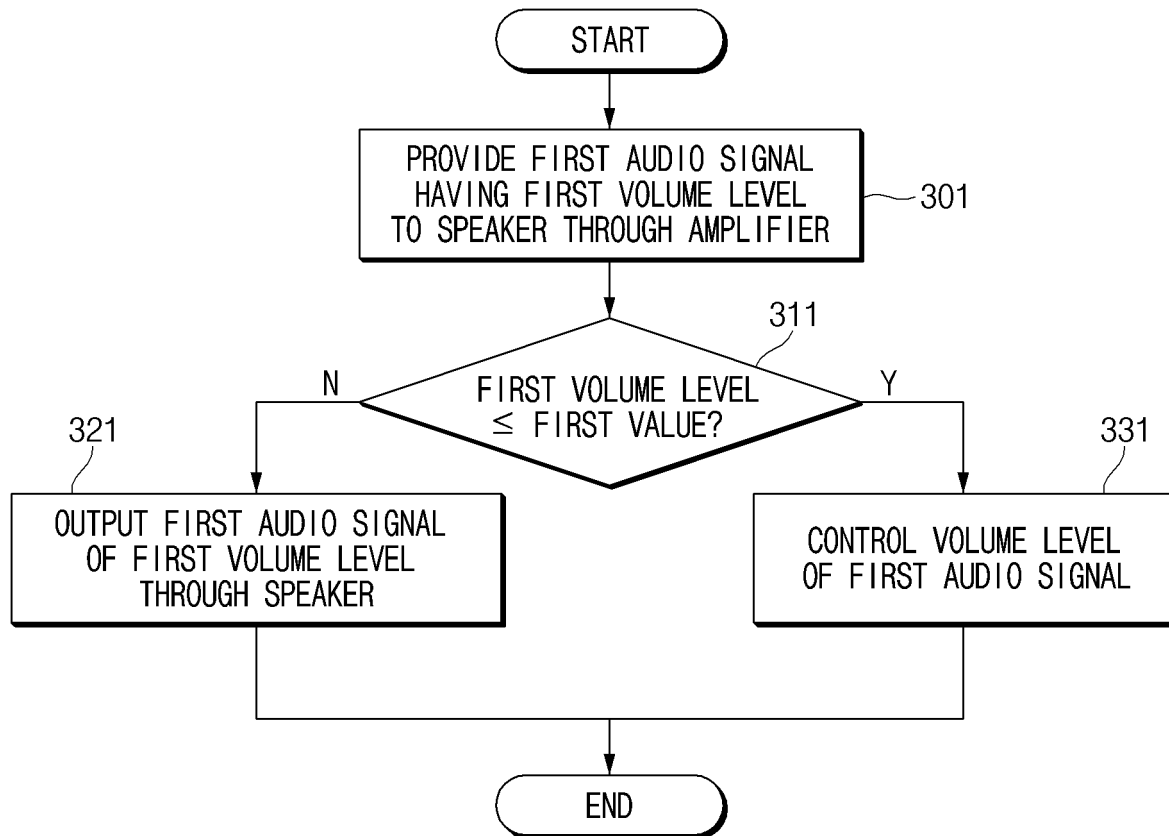 START
PROVIDE FIRST AUDIO SIGNAL
HAVING FIRST VOLUME LEVEL
TO SPEAKER THROUGH AMPLIFIER
301
311
N
FIRST VOLUME LEVEL
≤ FIRST VALUE?
Y
321
331
OUTPUT FIRST AUDIO SIGNAL
OF FIRST VOLUME LEVEL
THROUGH SPEAKER
CONTROL VOLUME LEVEL
OF FIRST AUDIO SIGNAL
END